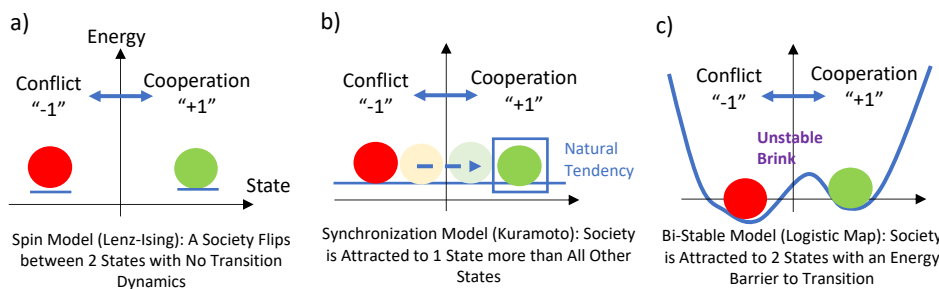 a)
Energy
Conflict
“-1”
Cooperation
“+1”
State
Spin Model (Lenz-Ising): A Society Flips
between 2 States with No Transition
Dynamics
b)
Conflict
“-1”
Cooperation
“+1”
Natural
Tendency
Synchronization Model (Kuramoto): Society
is Attracted to 1 State more than All Other
States
c)
Conflict
“-1”
Cooperation
“+1”
Unstable
Brink
Bi-Stable Model (Logistic Map): Society
is Attracted to 2 States with an Energy
Barrier to Transition